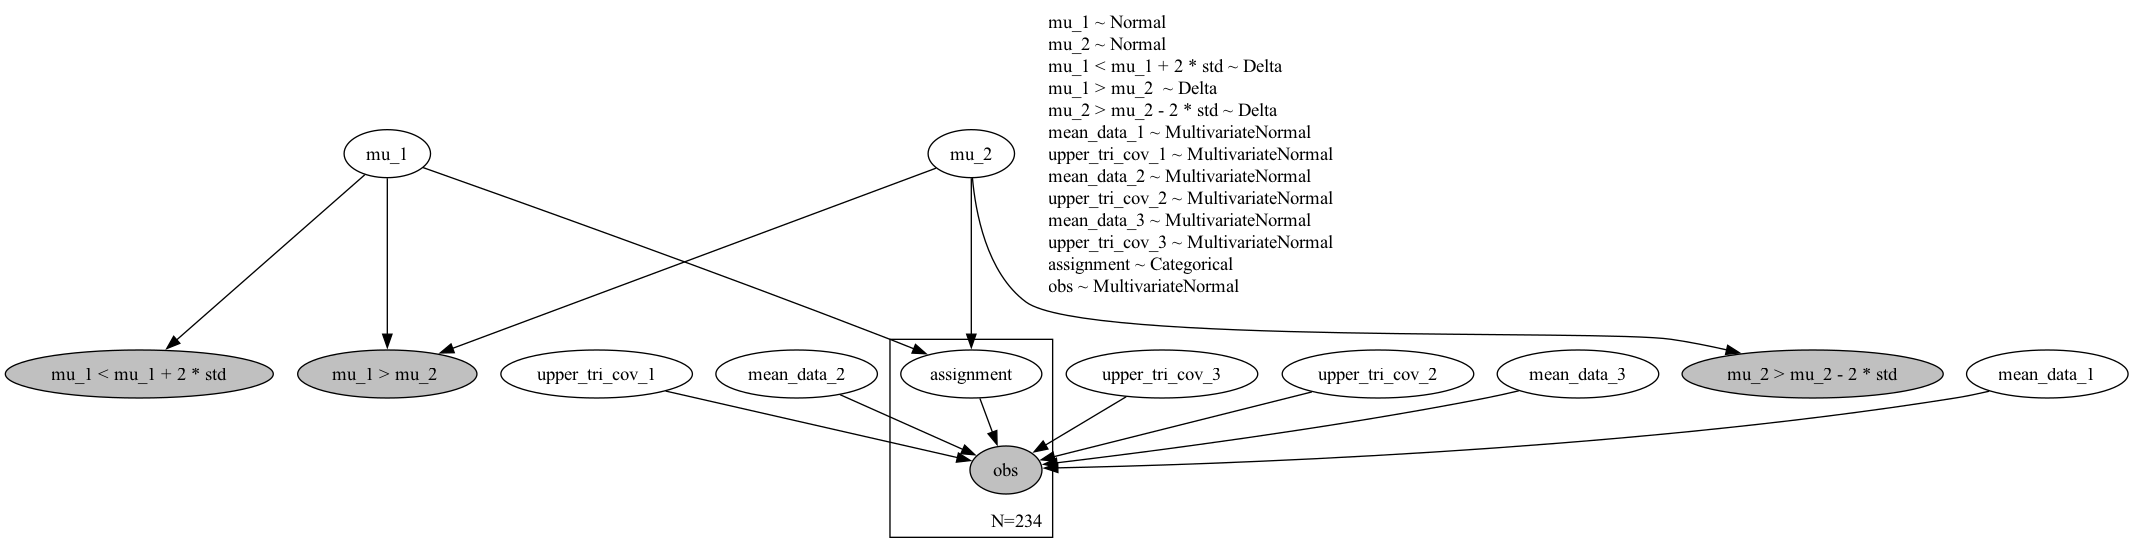 mu_1 ~ Normal
mu_2 ~ Normal
mu_1 < mu_1 + 2 * std ~ Delta
mu_1 > mu_2  ~ Delta
mu_2 > mu_2 - 2 * std ~ Delta
mean_data_1 ~ MultivariateNormal
upper_tri_cov_1 ~ MultivariateNormal
mean_data_2 ~ MultivariateNormal
upper_tri_cov_2 ~ MultivariateNormal
mean_data_3 ~ MultivariateNormal
upper_tri_cov_3 ~ MultivariateNormal
assignment ~ Categorical
obs ~ MultivariateNormal
mu_1
mu_2
mu_1 < mu_1 + 2 * std
mu_1 > mu_2
upper_tri_cov_1
mean_data_2
assignment
upper_tri_cov_3
upper_tri_cov_2
mean_data_3
mu_2 > mu_2 - 2 * std
mean_data_1
obs
N=234